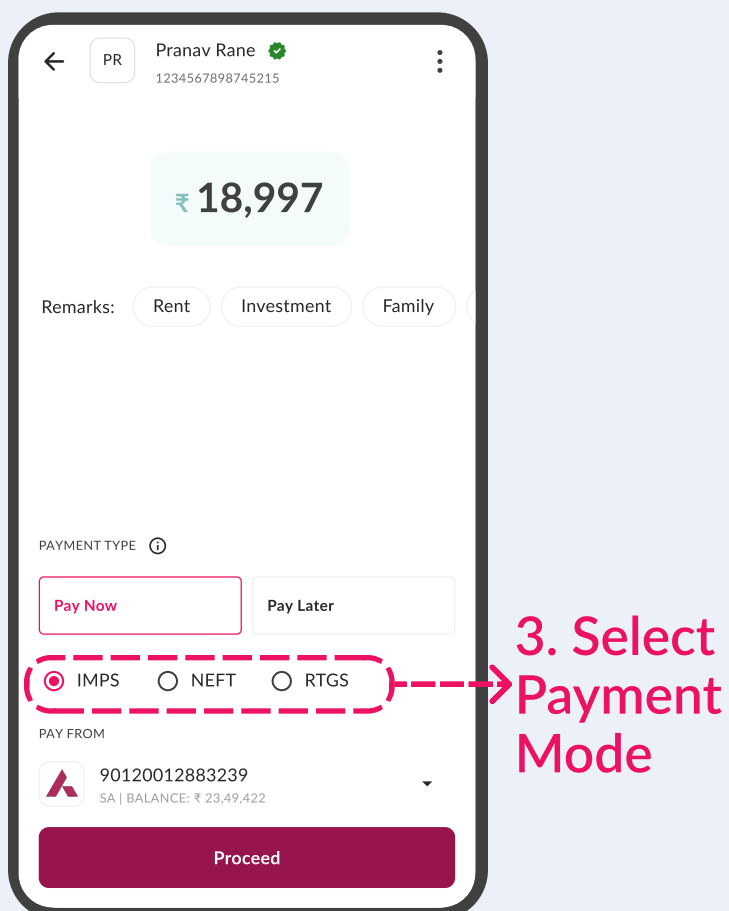 PR
Pranav Rane
1234567898745215
₹ 18,997
Remarks: Rent Investment Family
PAYMENT TYPE
Pay Now Pay Later
IMPS NEFT RTGS
3. Select
Payment
Mode
PAY FROM
90120012883239
SA | BALANCE: ₹ 23,49,422
Proceed